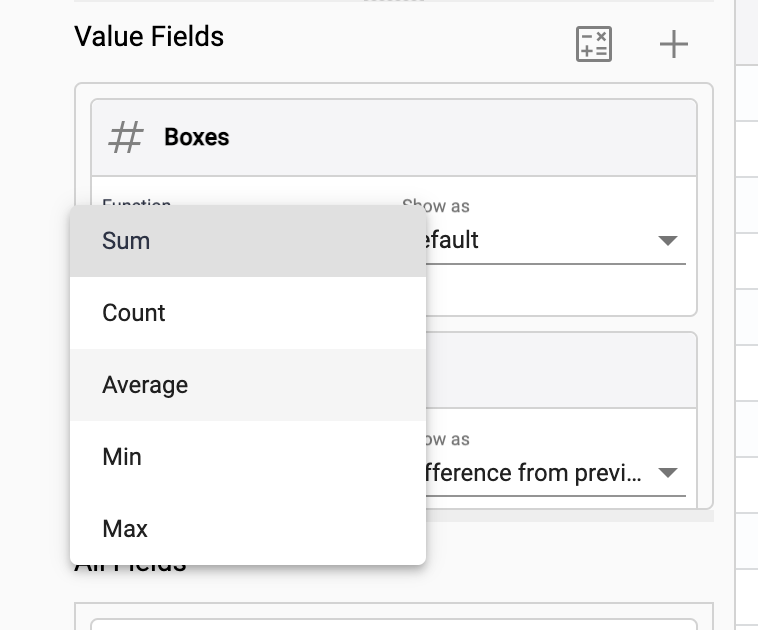 Value Fields
Boxes
Function
Show as
Sum
efault
Count
Average
ow as
Min
fference from previ...
Max
All Fields